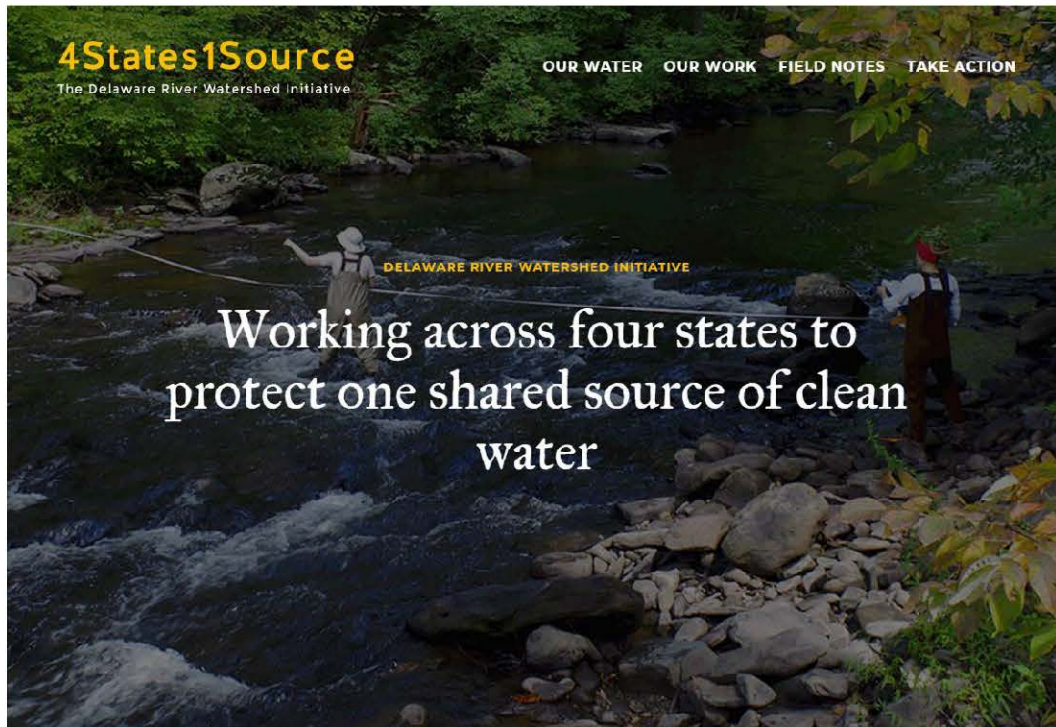 4States1Source
The Delaware River Watershed Initiative
OUR WATER OUR WORK FIELD NOTES TAKE ACTION
DELAWARE RIVER WATERSHED INITIATIVE
Working across four states to
protect one shared source of clean
water